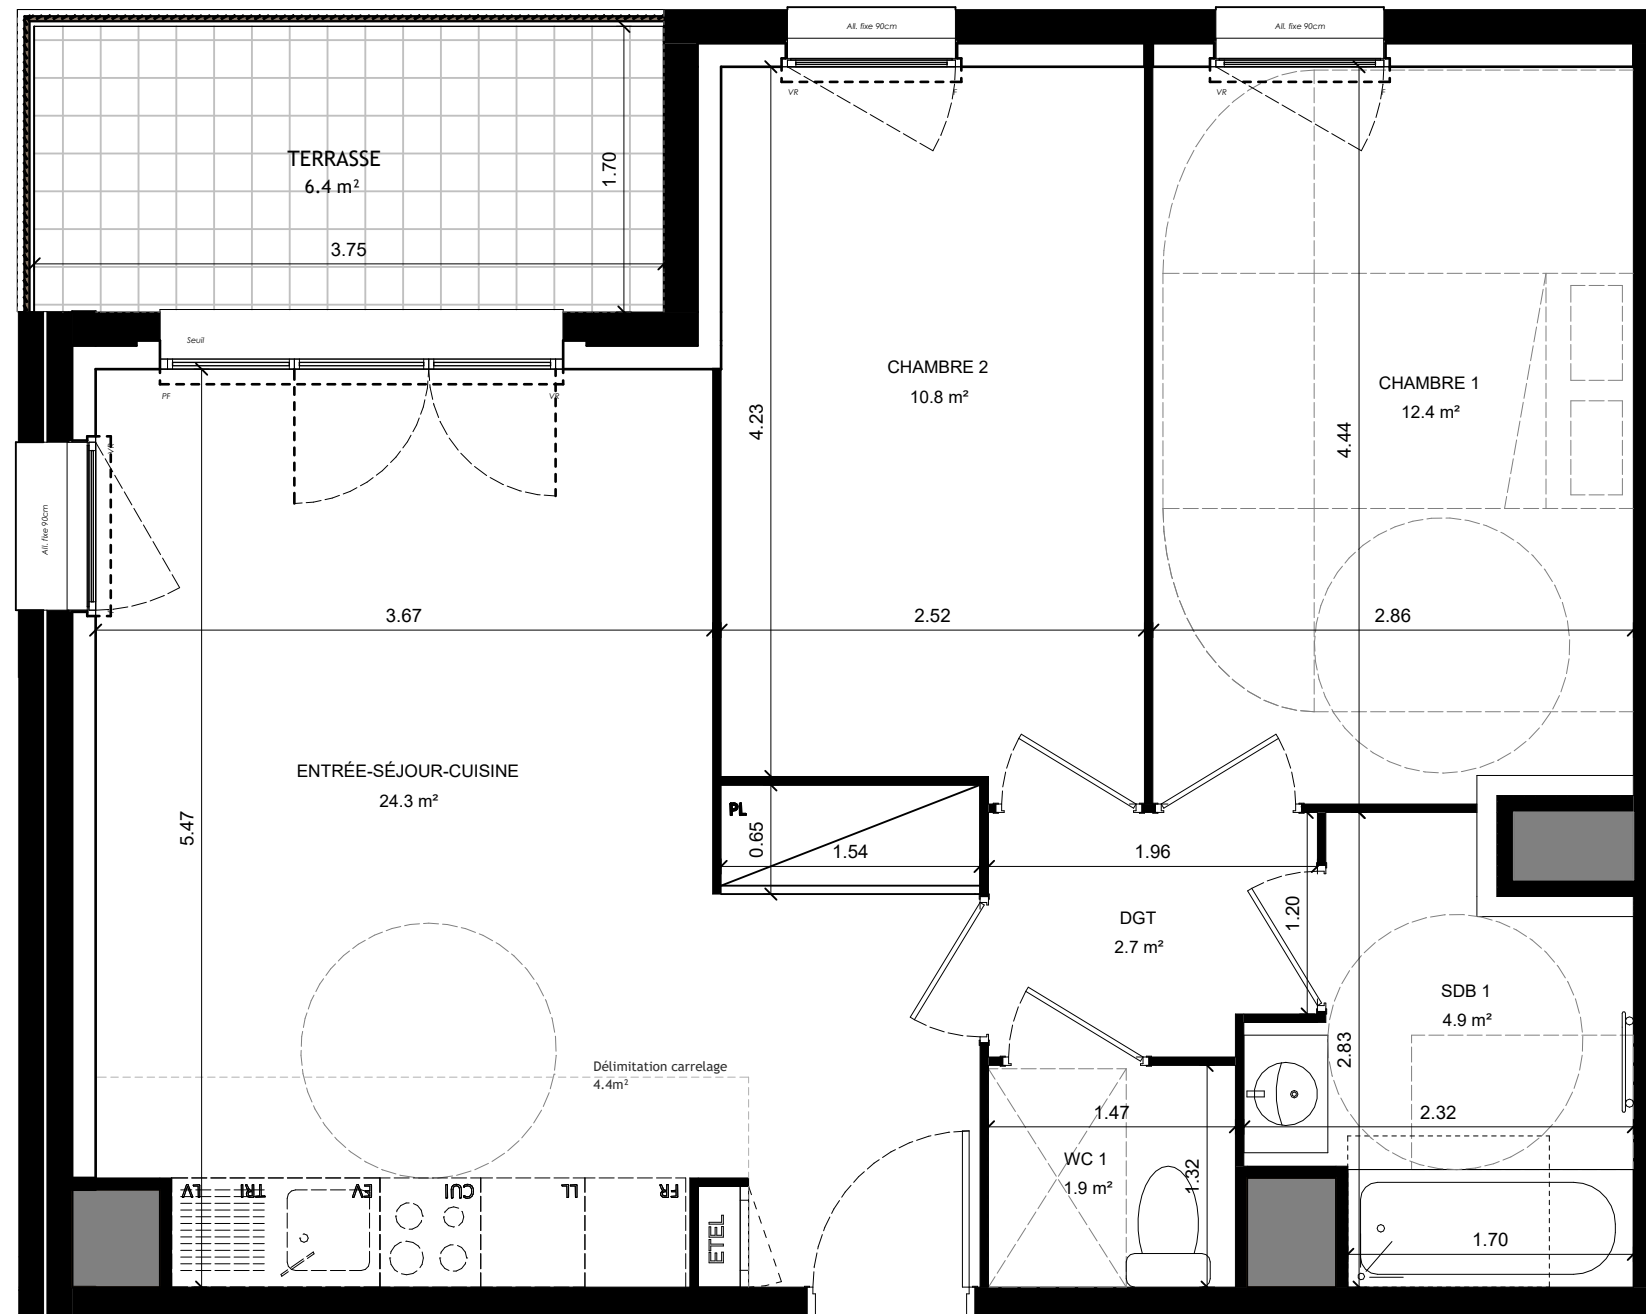 All. fixe 90cm
All. fixe 90cm
VR
F
VR
F
TERRASSE
6.4 m²
1.70
3.75
Seuil
PF
VR
CHAMBRE 2
10.8 m²
CHAMBRE 1
12.4 m²
4.23
4.44
All. fixe 90cm
3.67
2.52
2.86
ENTRÉE-SÉJOUR-CUISINE
24.3 m²
5.47
PL
0.65
1.54
1.96
1.20
DGT
2.7 m²
SDB 1
4.9 m²
2.83
Délimitation carrelage
4.4m²
1.47
2.32
WC 1
1.9 m²
1.32
LV
TRI
EV
CUI
LL
FR
ETEL
1.70